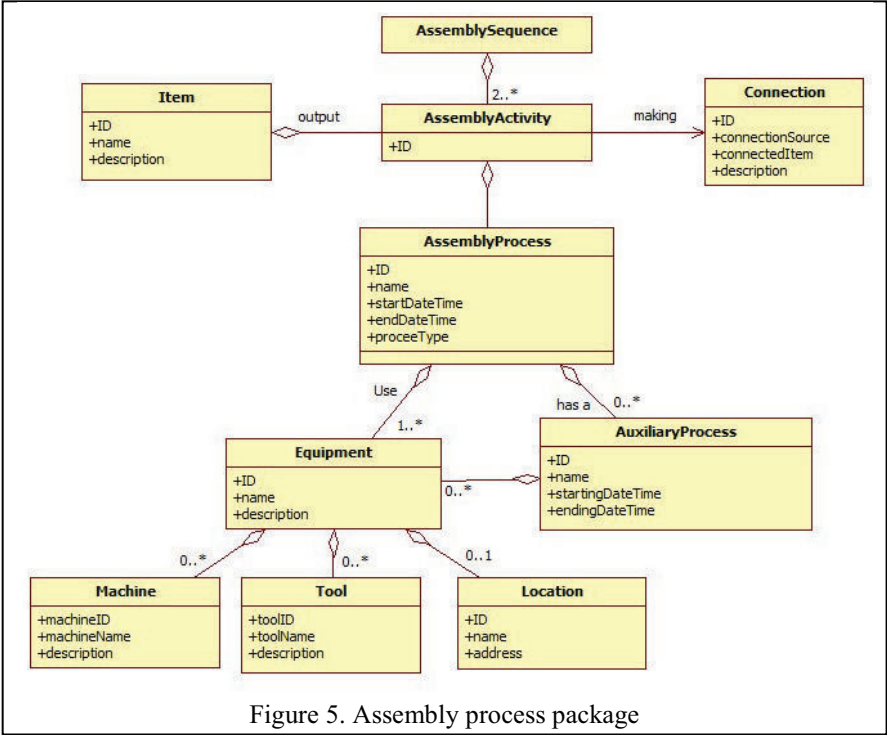 AssemblySequence
2..*
Item
+ID
+name
+description
output
AssemblyActivity
+ID
making
Connection
+ID
+connectionSource
+connectedItem
+description
AssemblyProcess
+ID
+name
+startDateTime
+endDateTime
+proceeType
Use
1..*
has a
0..*
Equipment
+ID
+name
+description
0..*
AuxiliaryProcess
+ID
+name
+startingDateTime
+endingDateTime
0..*
0..*
0..1
Machine
+machineID
+machineName
+description
Tool
+toolID
+toolName
+description
Location
+ID
+name
+address
Figure 5. Assembly process package